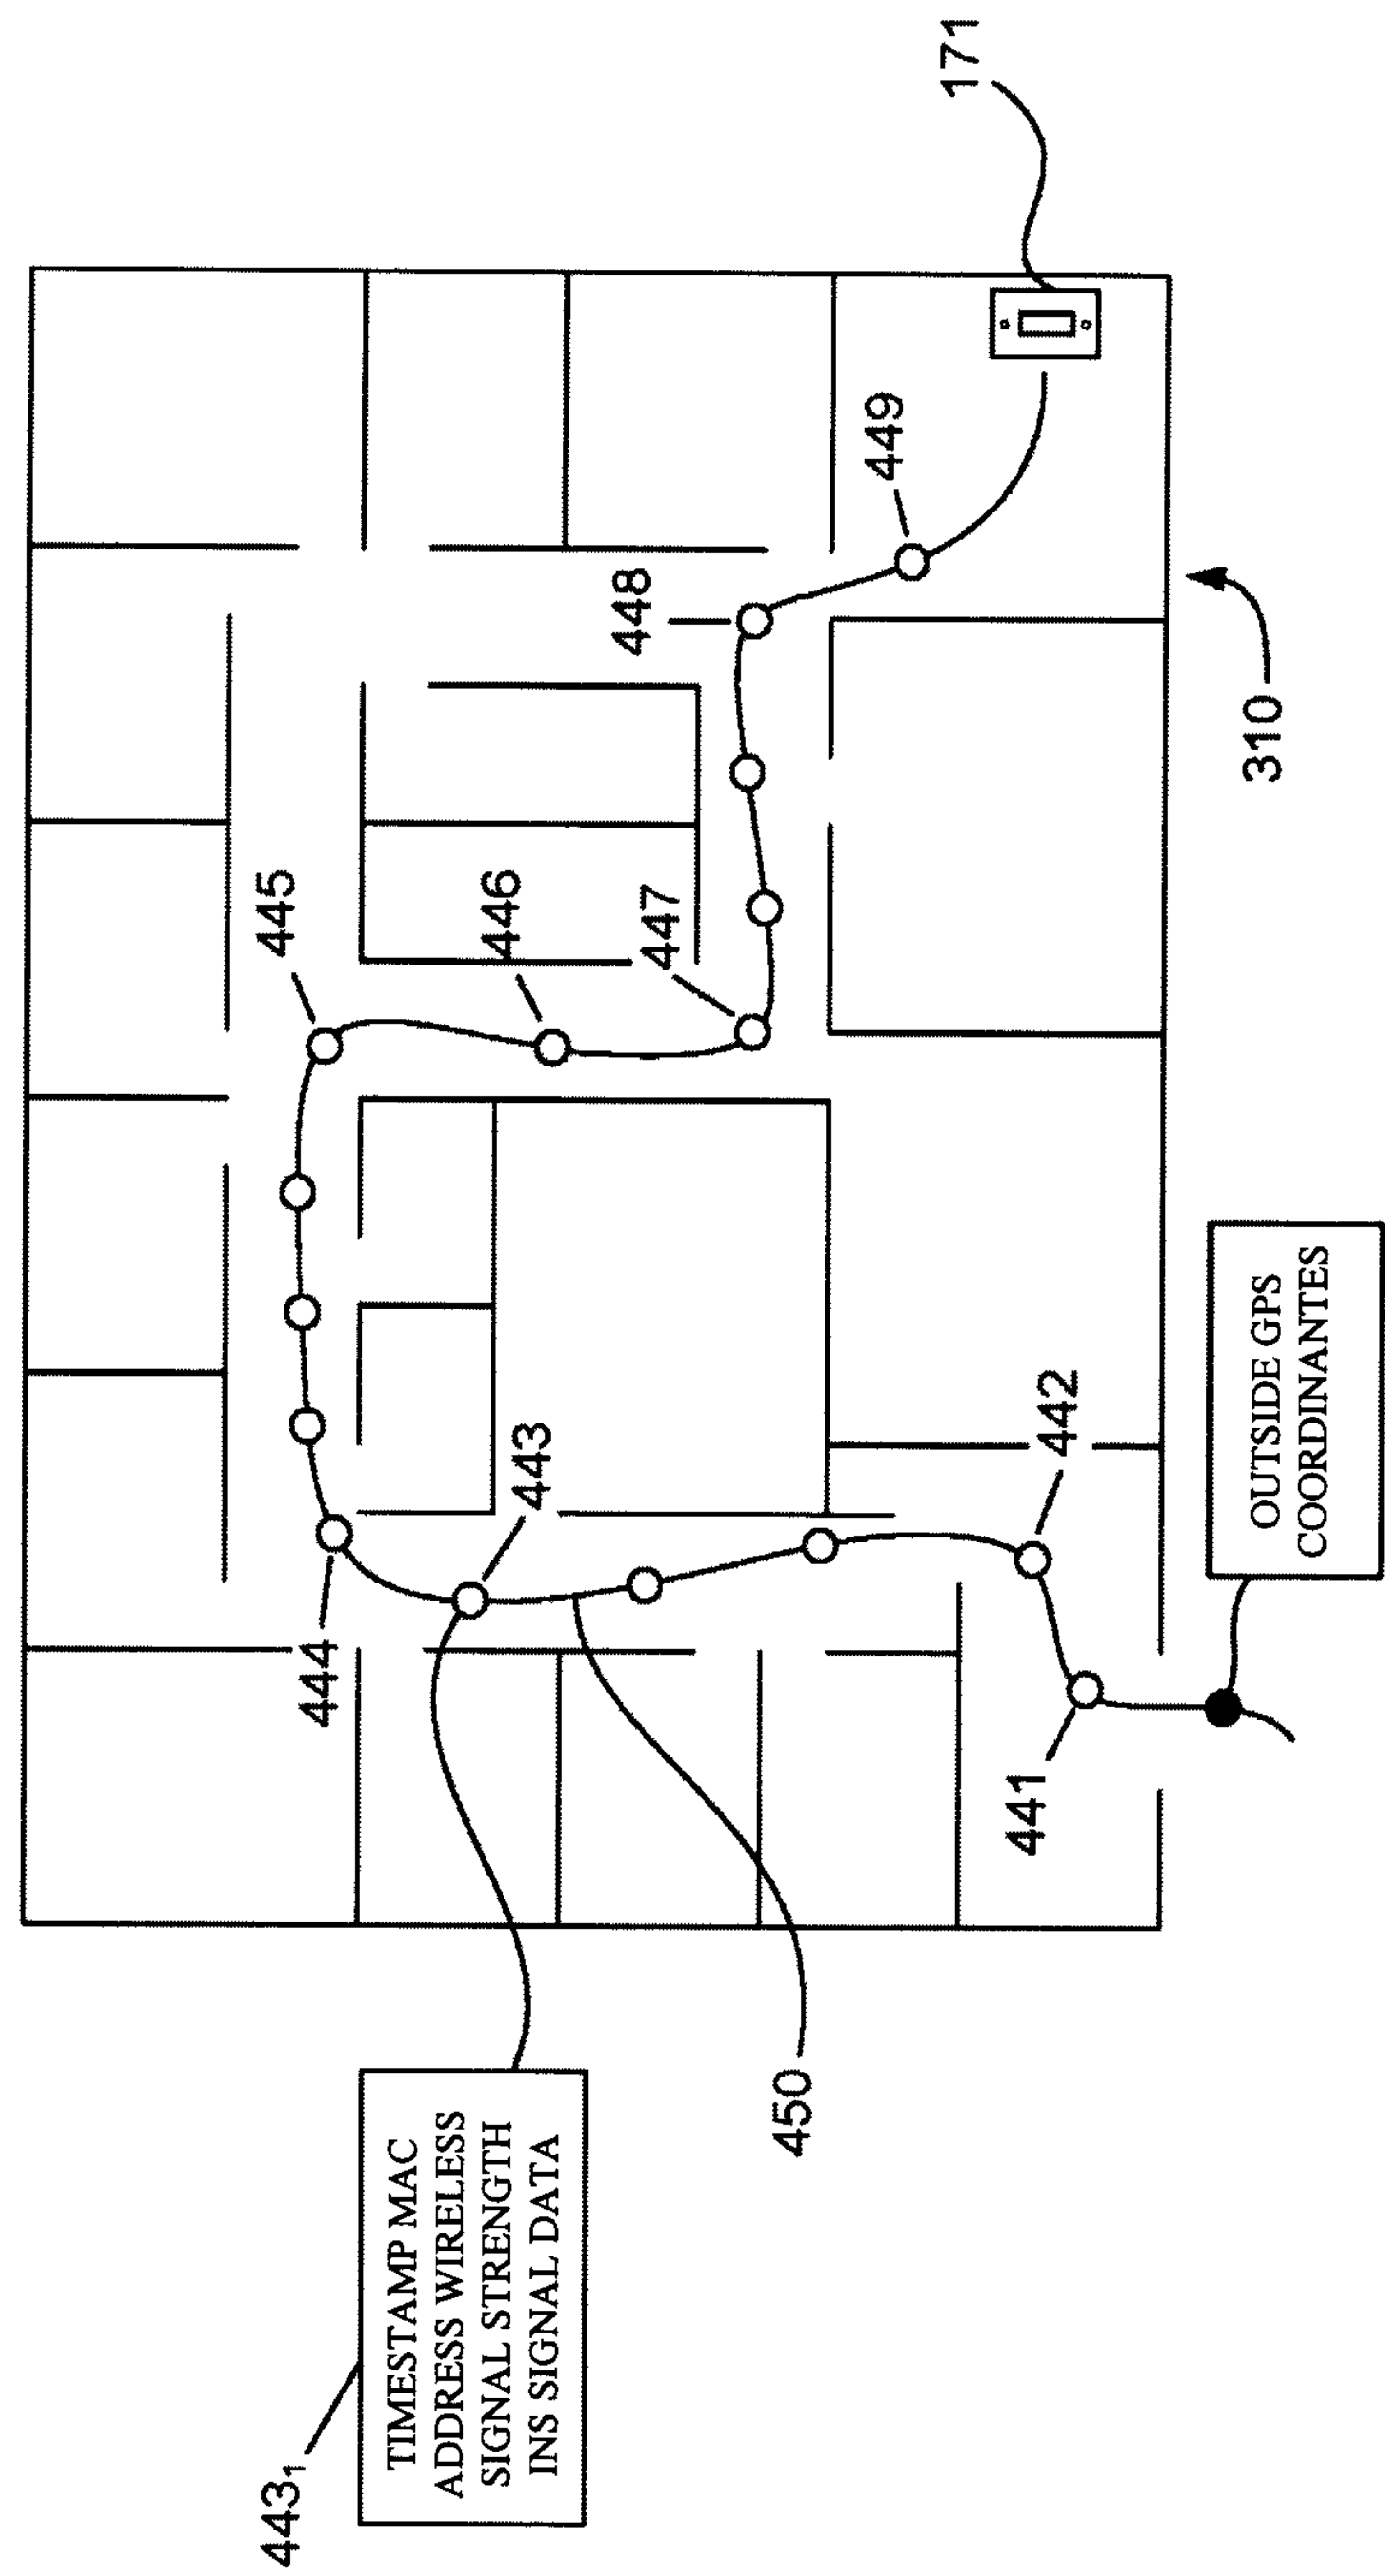 443₁
TIMESTAMP MAC
ADDRESS WIRELESS
SIGNAL STRENGTH
INS SIGNAL DATA
444
445
443
446
447
448
449
171
450
441
442
OUTSIDE GPS
COORDINANTES
310